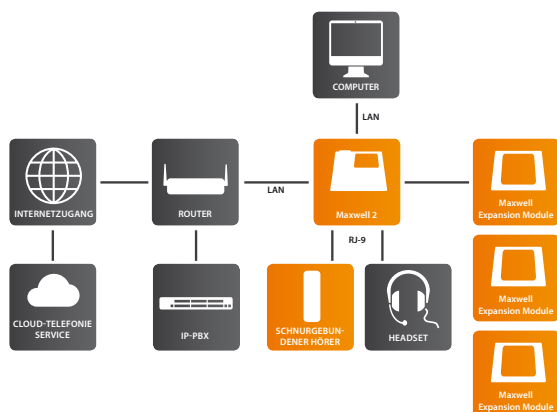 COMPUTER
LAN
INTERNETZUGANG
ROUTER
LAN
Maxwell 2
Maxwell
Expansion Module
RJ-9
CLOUD-TELEFONIE
SERVICE
IP-PBX
SCHNURGEBUN-
DENER HÖRER
HEADSET
Maxwell
Expansion Module
Maxwell
Expansion Module